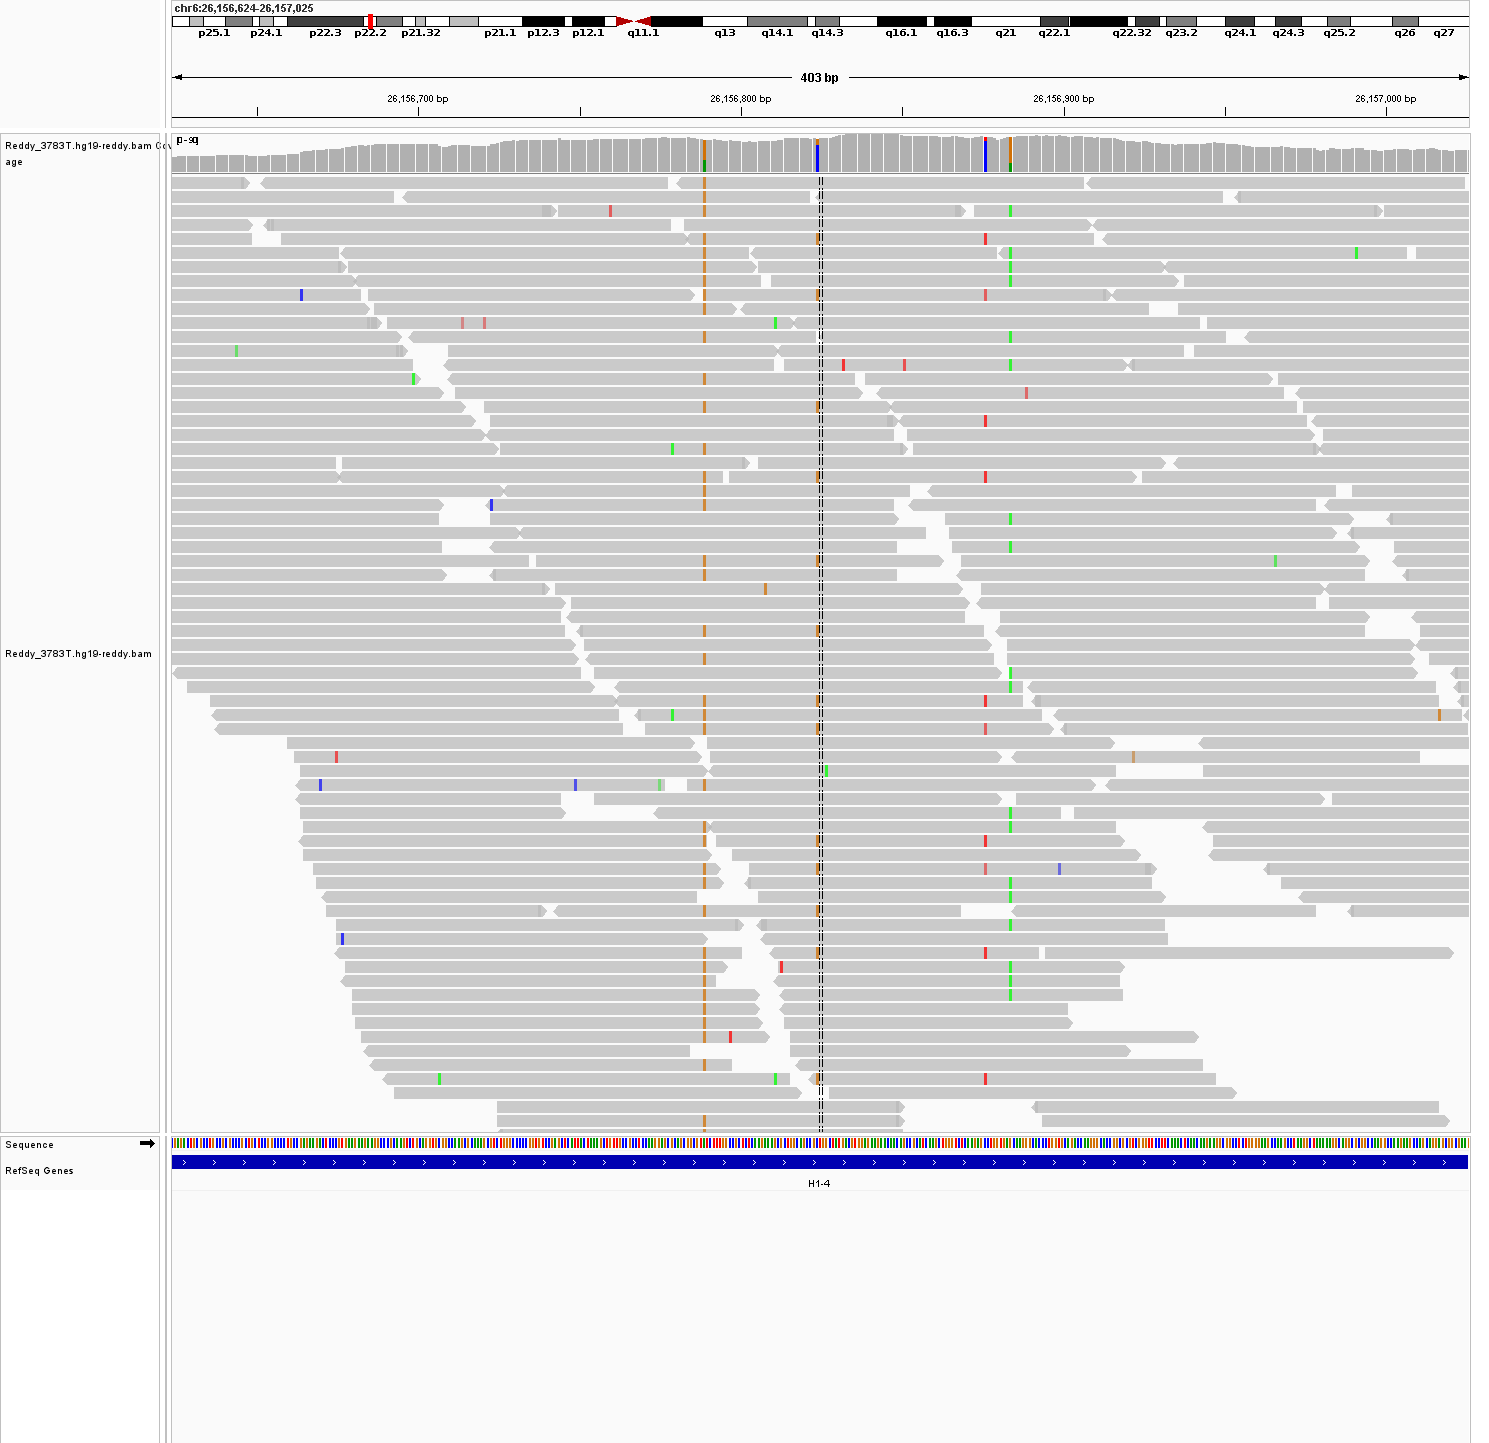 chr6:26,156,624-26,157,025
p25.1 p24.1 p22.3 p22.2 p21.32 p21.1 p12.3 p12.1 q11.1 q13 q14.1 q14.3 q16.1 q16.3 q21 q22.1 q22.32 q23.2 q24.1 q24.3 q25.2 q26 q27
403 bp
26,156,700 bp 26,156,800 bp 26,156,900 bp 26,157,000 bp
Reddy_3783T.hg19-reddy.bam
age
Reddy_3783T.hg19-reddy.bam
Sequence
RefSeq Genes
H1-4